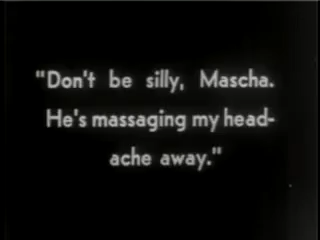 "Don't be silly, Mascha.
He's massaging my head-
ache away."